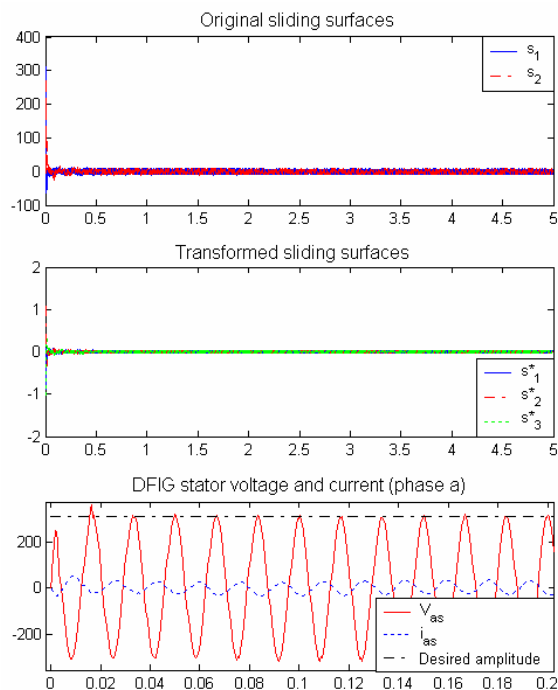 Original sliding surfaces
400
300
200
100
0
-100
s1
s2
0 0.5 1 1.5 2 2.5 3 3.5 4 4.5 5
Transformed sliding surfaces
2
1
0
-1
-2
s*1
s*2
s*3
0 0.5 1 1.5 2 2.5 3 3.5 4 4.5 5
DFIG stator voltage and current (phase a)
200
0
-200
Vas
ias
Desired amplitude
0 0.02 0.04 0.06 0.08 0.1 0.12 0.14 0.16 0.18 0.2